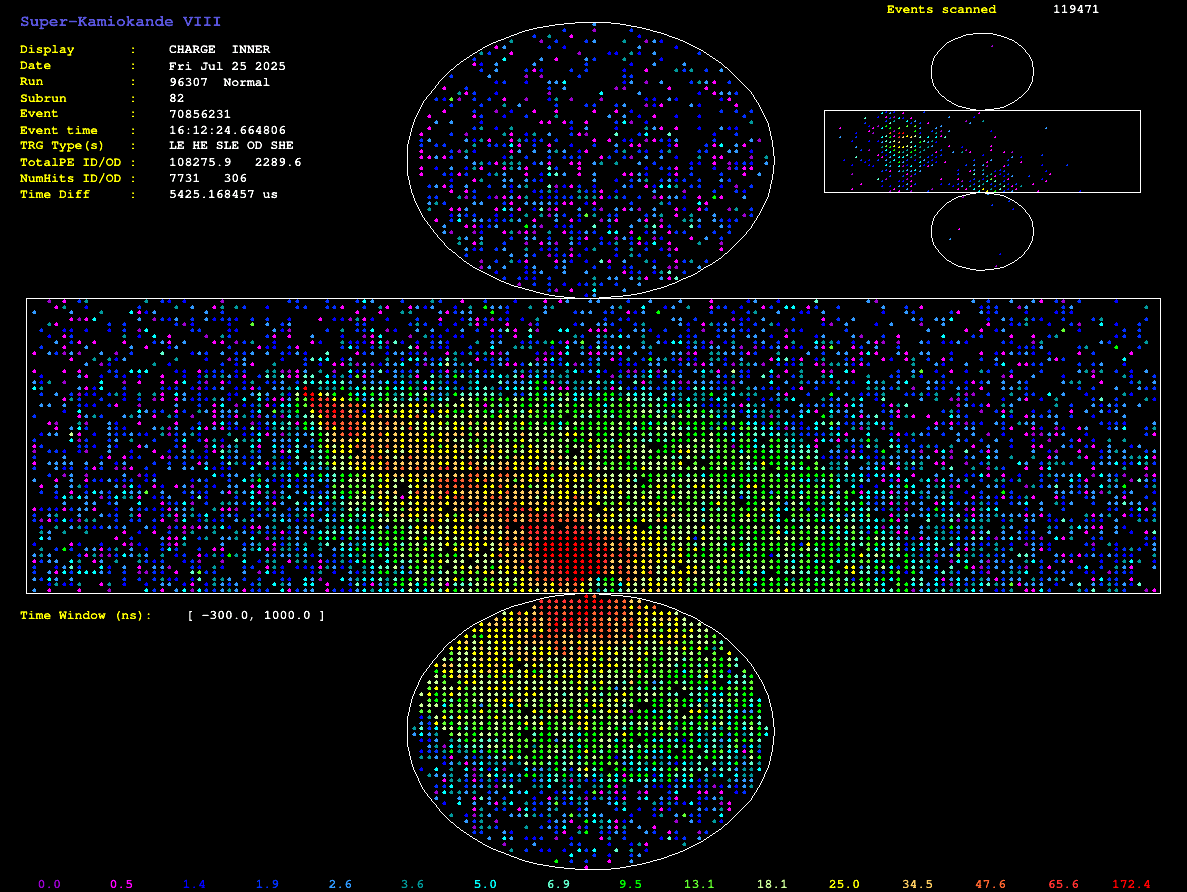 Super-Kamiokande VIII
Display : CHARGE INNER
Date : Fri Jul 25 2025
Run : 96307 Normal
Subrun : 82
Event : 70856231
Event time : 16:12:24.664806
TRG Type(s) : LE HE SLE OD SHE
TotalPE ID/OD : 108275.9 2289.6
NumHits ID/OD : 7731 306
Time Diff : 5425.168457 us
Events scanned 119471
Time Window (ns): [ -300.0, 1000.0 ]
0.0 0.5 1.4 1.9 2.6 3.6 5.0 6.9 9.5 13.1 18.1 25.0 34.5 47.6 65.6 172.4